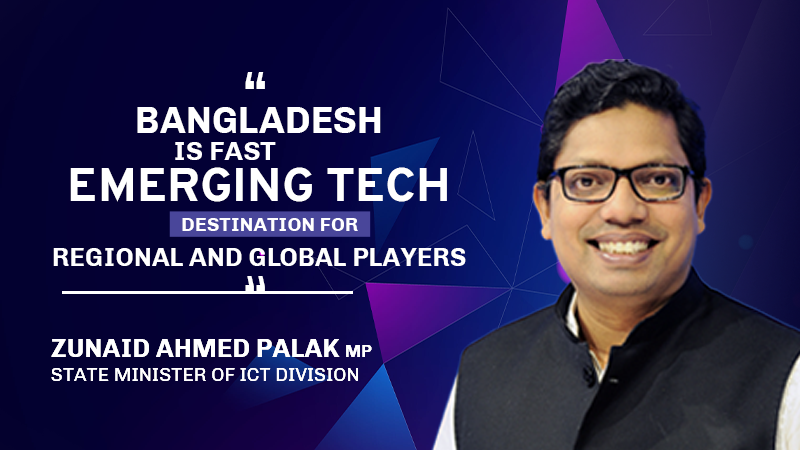 “
BANGLADESH
IS FAST
EMERGING TECH
DESTINATION FOR
REGIONAL AND GLOBAL PLAYERS
”
ZUNAID AHMED PALAK MP
STATE MINISTER OF ICT DIVISION